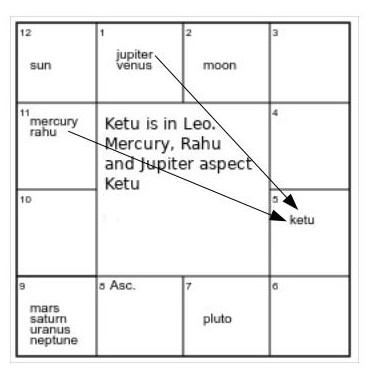 12
sun
1
jupiter
venus
2
moon
3
11
mercury
rahu
Ketu is in Leo.
Mercury, Rahu
and Jupiter aspect
Ketu
4
10
5
ketu
9
mars
saturn
uranus
neptune
8 Asc.
7
pluto
6